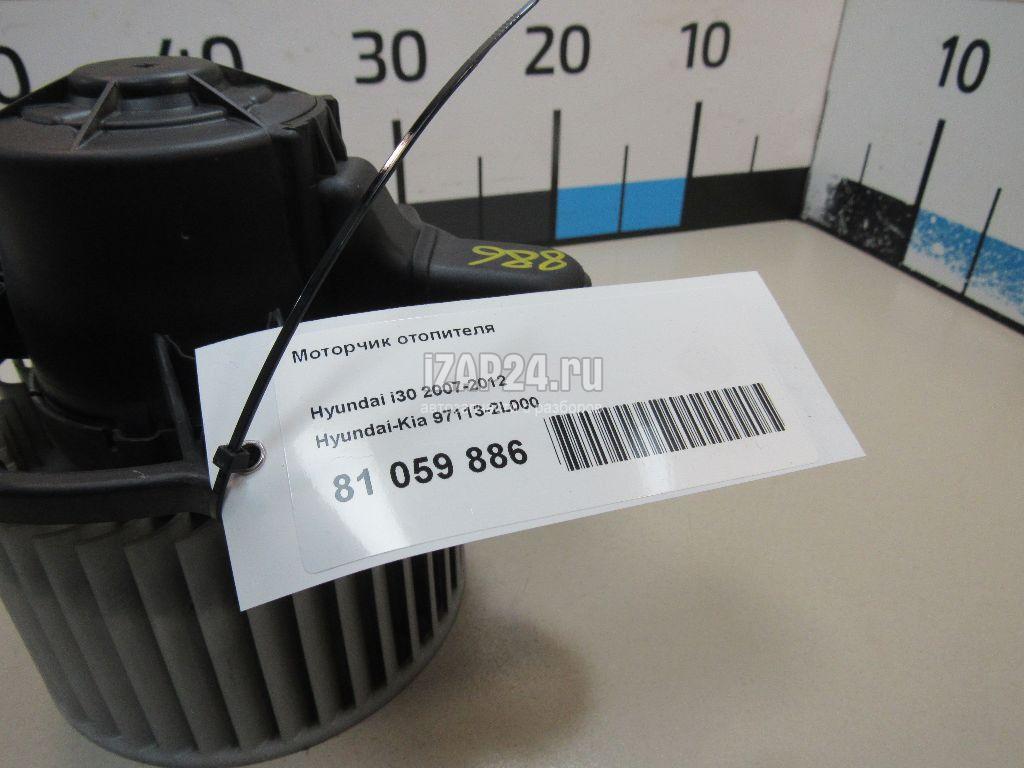 40 30 20 10 10
886
Моторчик отопителя
iZAP24.ru
Hyundai i30 2007-2012
Hyundai-Kia 97113-2L000
81 059 886